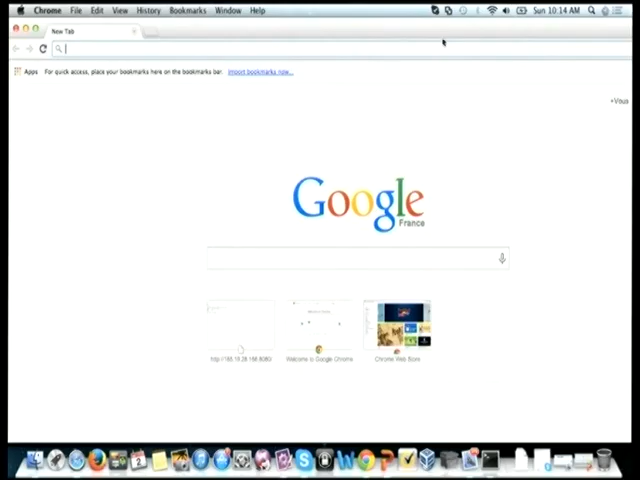 Chrome File Edit View History Bookmarks Window Help Sun 10:14 AM
New Tab
Apps For quick access, place your bookmarks here on the bookmarks bar. Import bookmarks now...
+Vous
Google
France
Welcome to Google Chrome Chrome Web Store
2